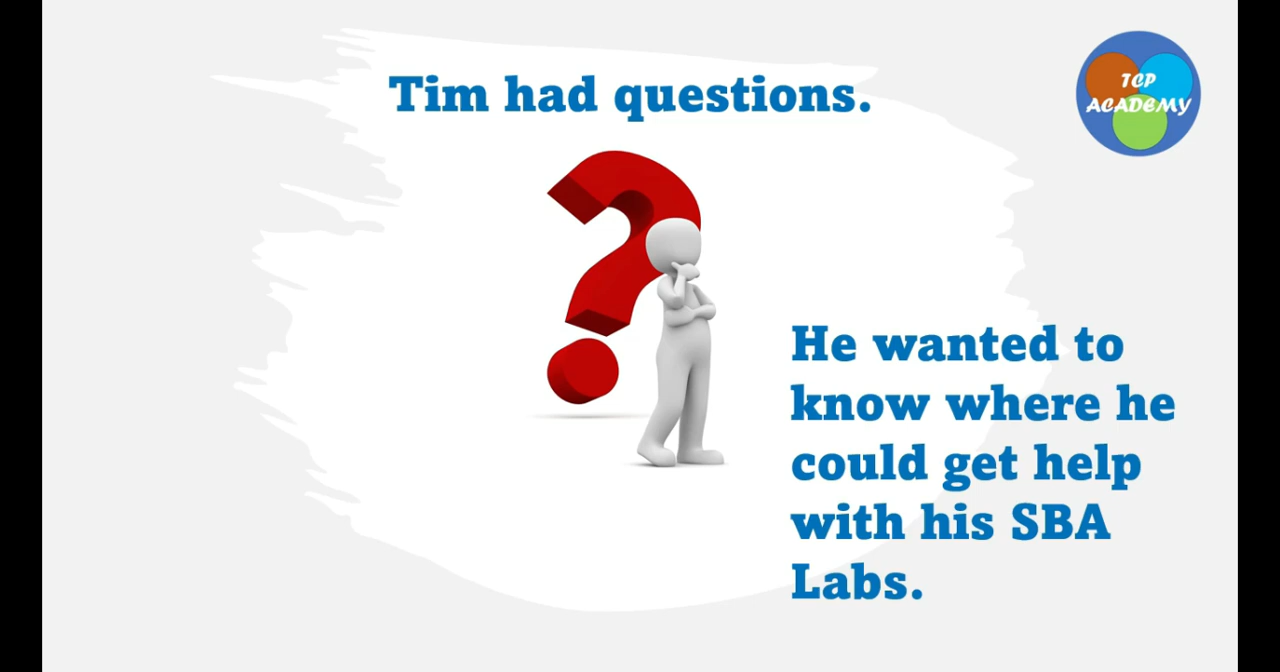 Tim had questions.
TCP
ACADEMY
He wanted to
know where he
could get help
with his SBA
Labs.